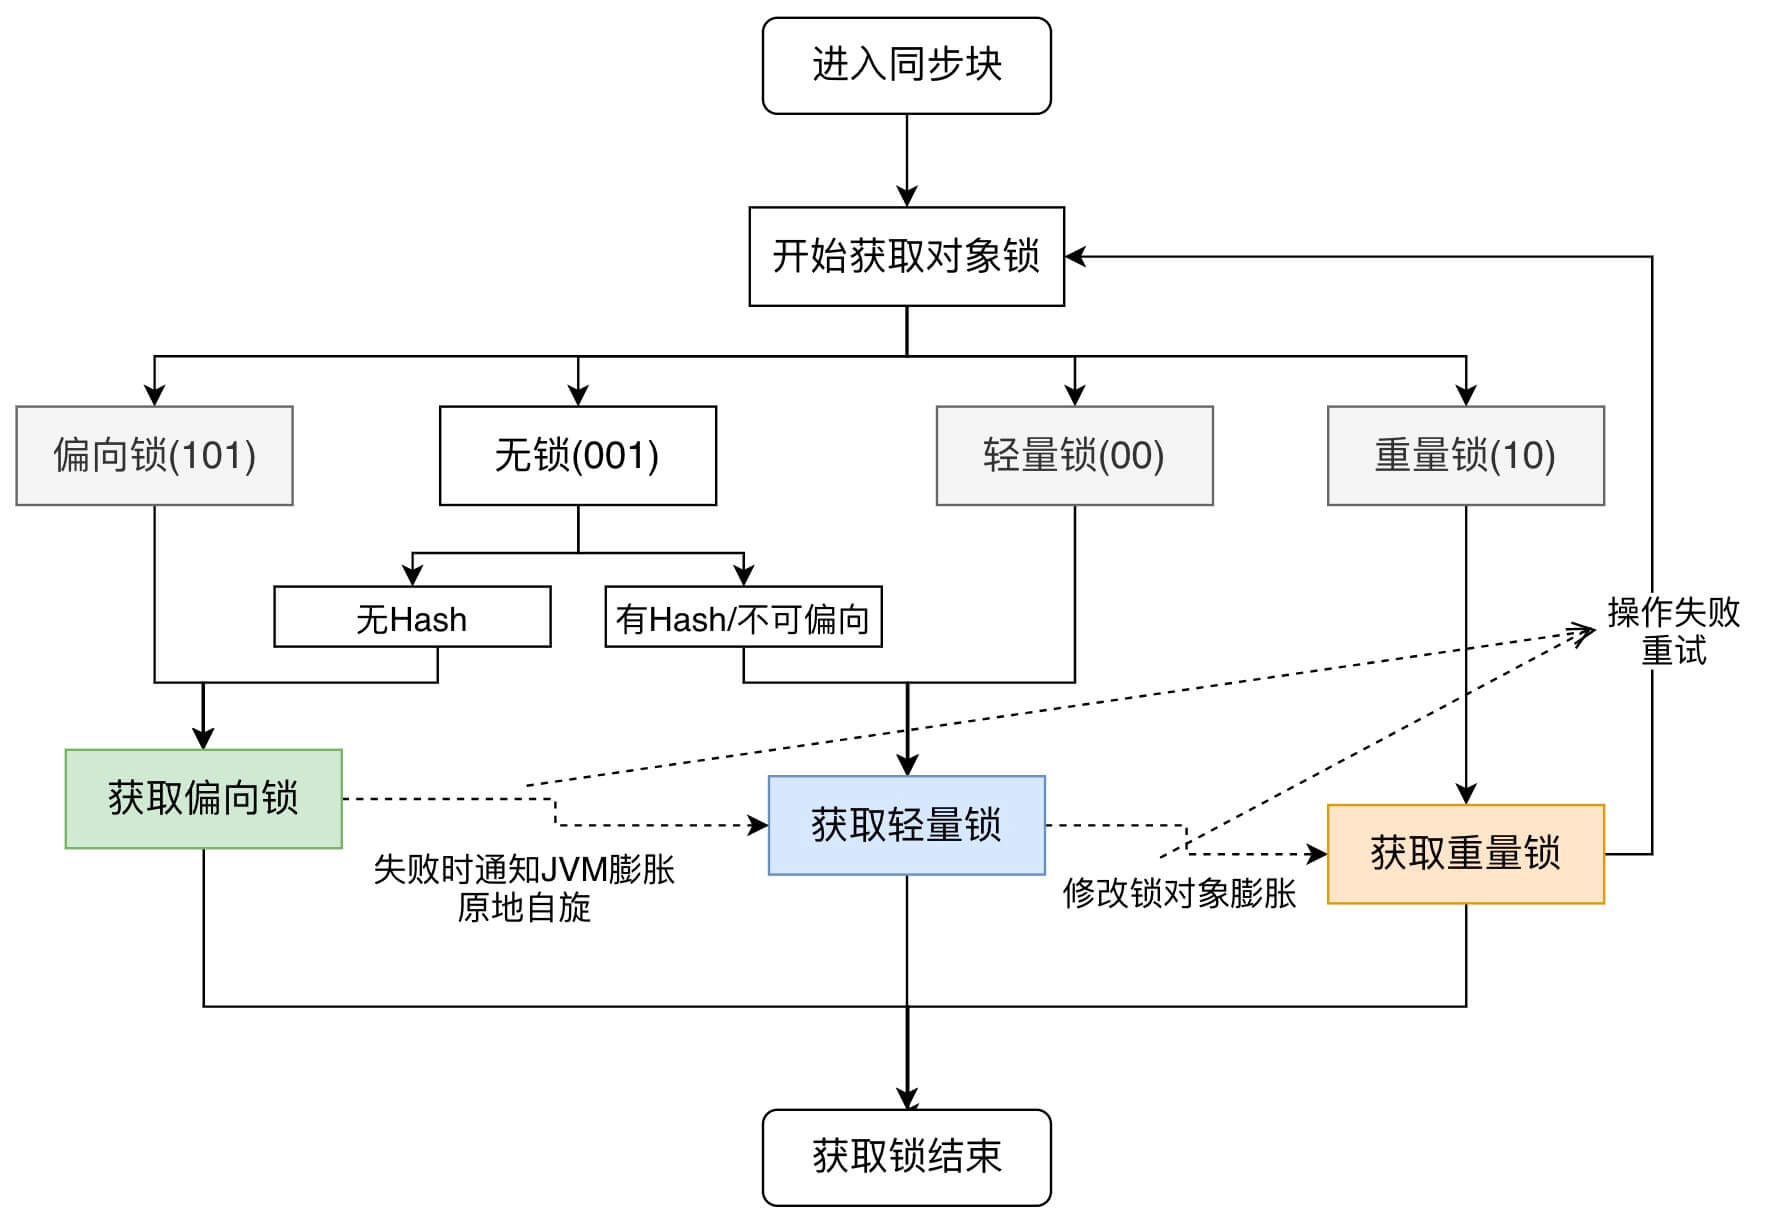 进入同步块
开始获取对象锁
偏向锁(101)
无锁(001)
轻量锁(00)
重量锁(10)
无Hash
有Hash/不可偏向
操作失败
重试
获取偏向锁
获取轻量锁
获取重量锁
失败时通知JVM膨胀
原地自旋
修改锁对象膨胀
获取锁结束